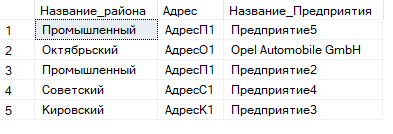 Название_района Адрес Название_Предприятия
1 Промышленный АдресП1 Предприятие5
2 Октябрьский АдресО1 Opel Automobile GmbH
3 Промышленный АдресП1 Предприятие2
4 Советский АдресС1 Предприятие4
5 Кировский АдресК1 Предприятие3